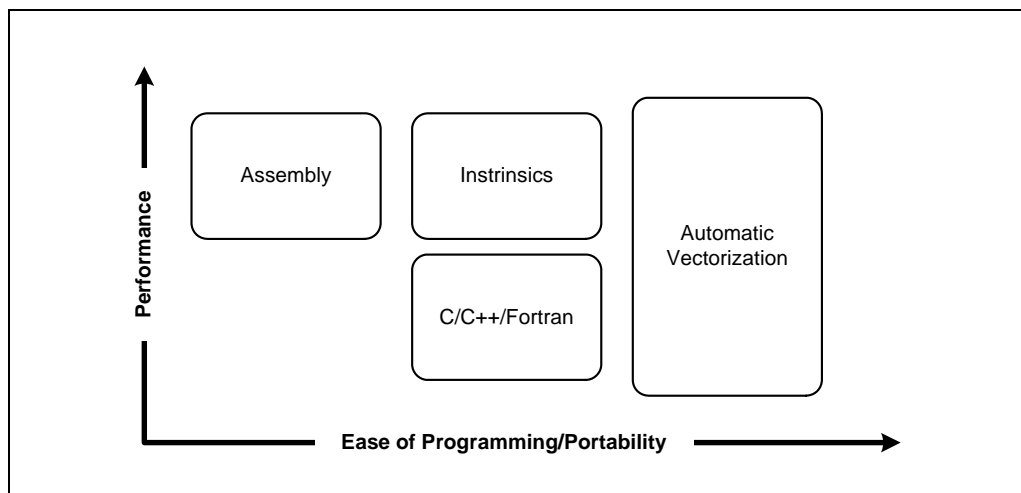 Performance
Assembly
Instrinsics
C/C++/Fortran
Automatic
Vectorization
Ease of Programming/Portability